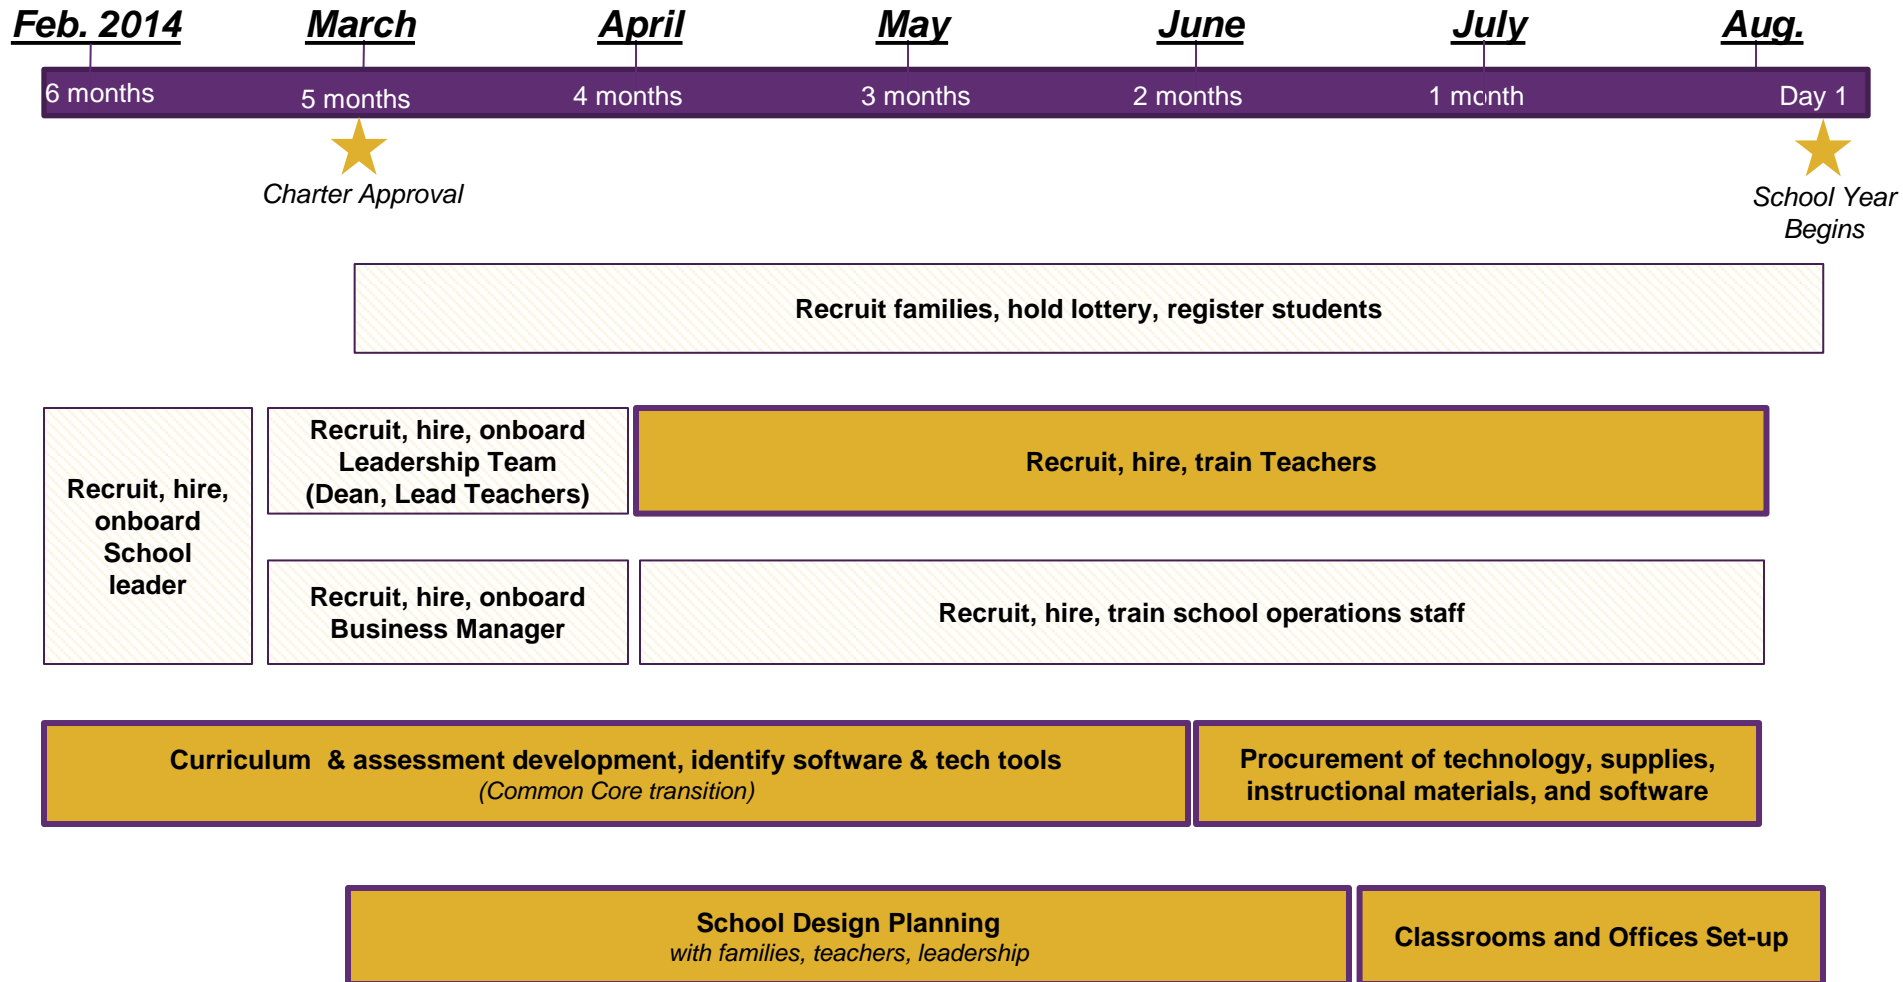 Feb. 2014 March April May June July Aug.
6 months 5 months 4 months 3 months 2 months 1 month Day 1
Charter Approval
School Year
Begins
Recruit families, hold lottery, register students
Recruit, hire,
onboard
School
leader
Recruit, hire, onboard
Leadership Team
(Dean, Lead Teachers)
Recruit, hire, train Teachers
Recruit, hire, onboard
Business Manager
Recruit, hire, train school operations staff
Curriculum & assessment development, identify software & tech tools
(Common Core transition)
Procurement of technology, supplies,
instructional materials, and software
School Design Planning
with families, teachers, leadership
Classrooms and Offices Set-up